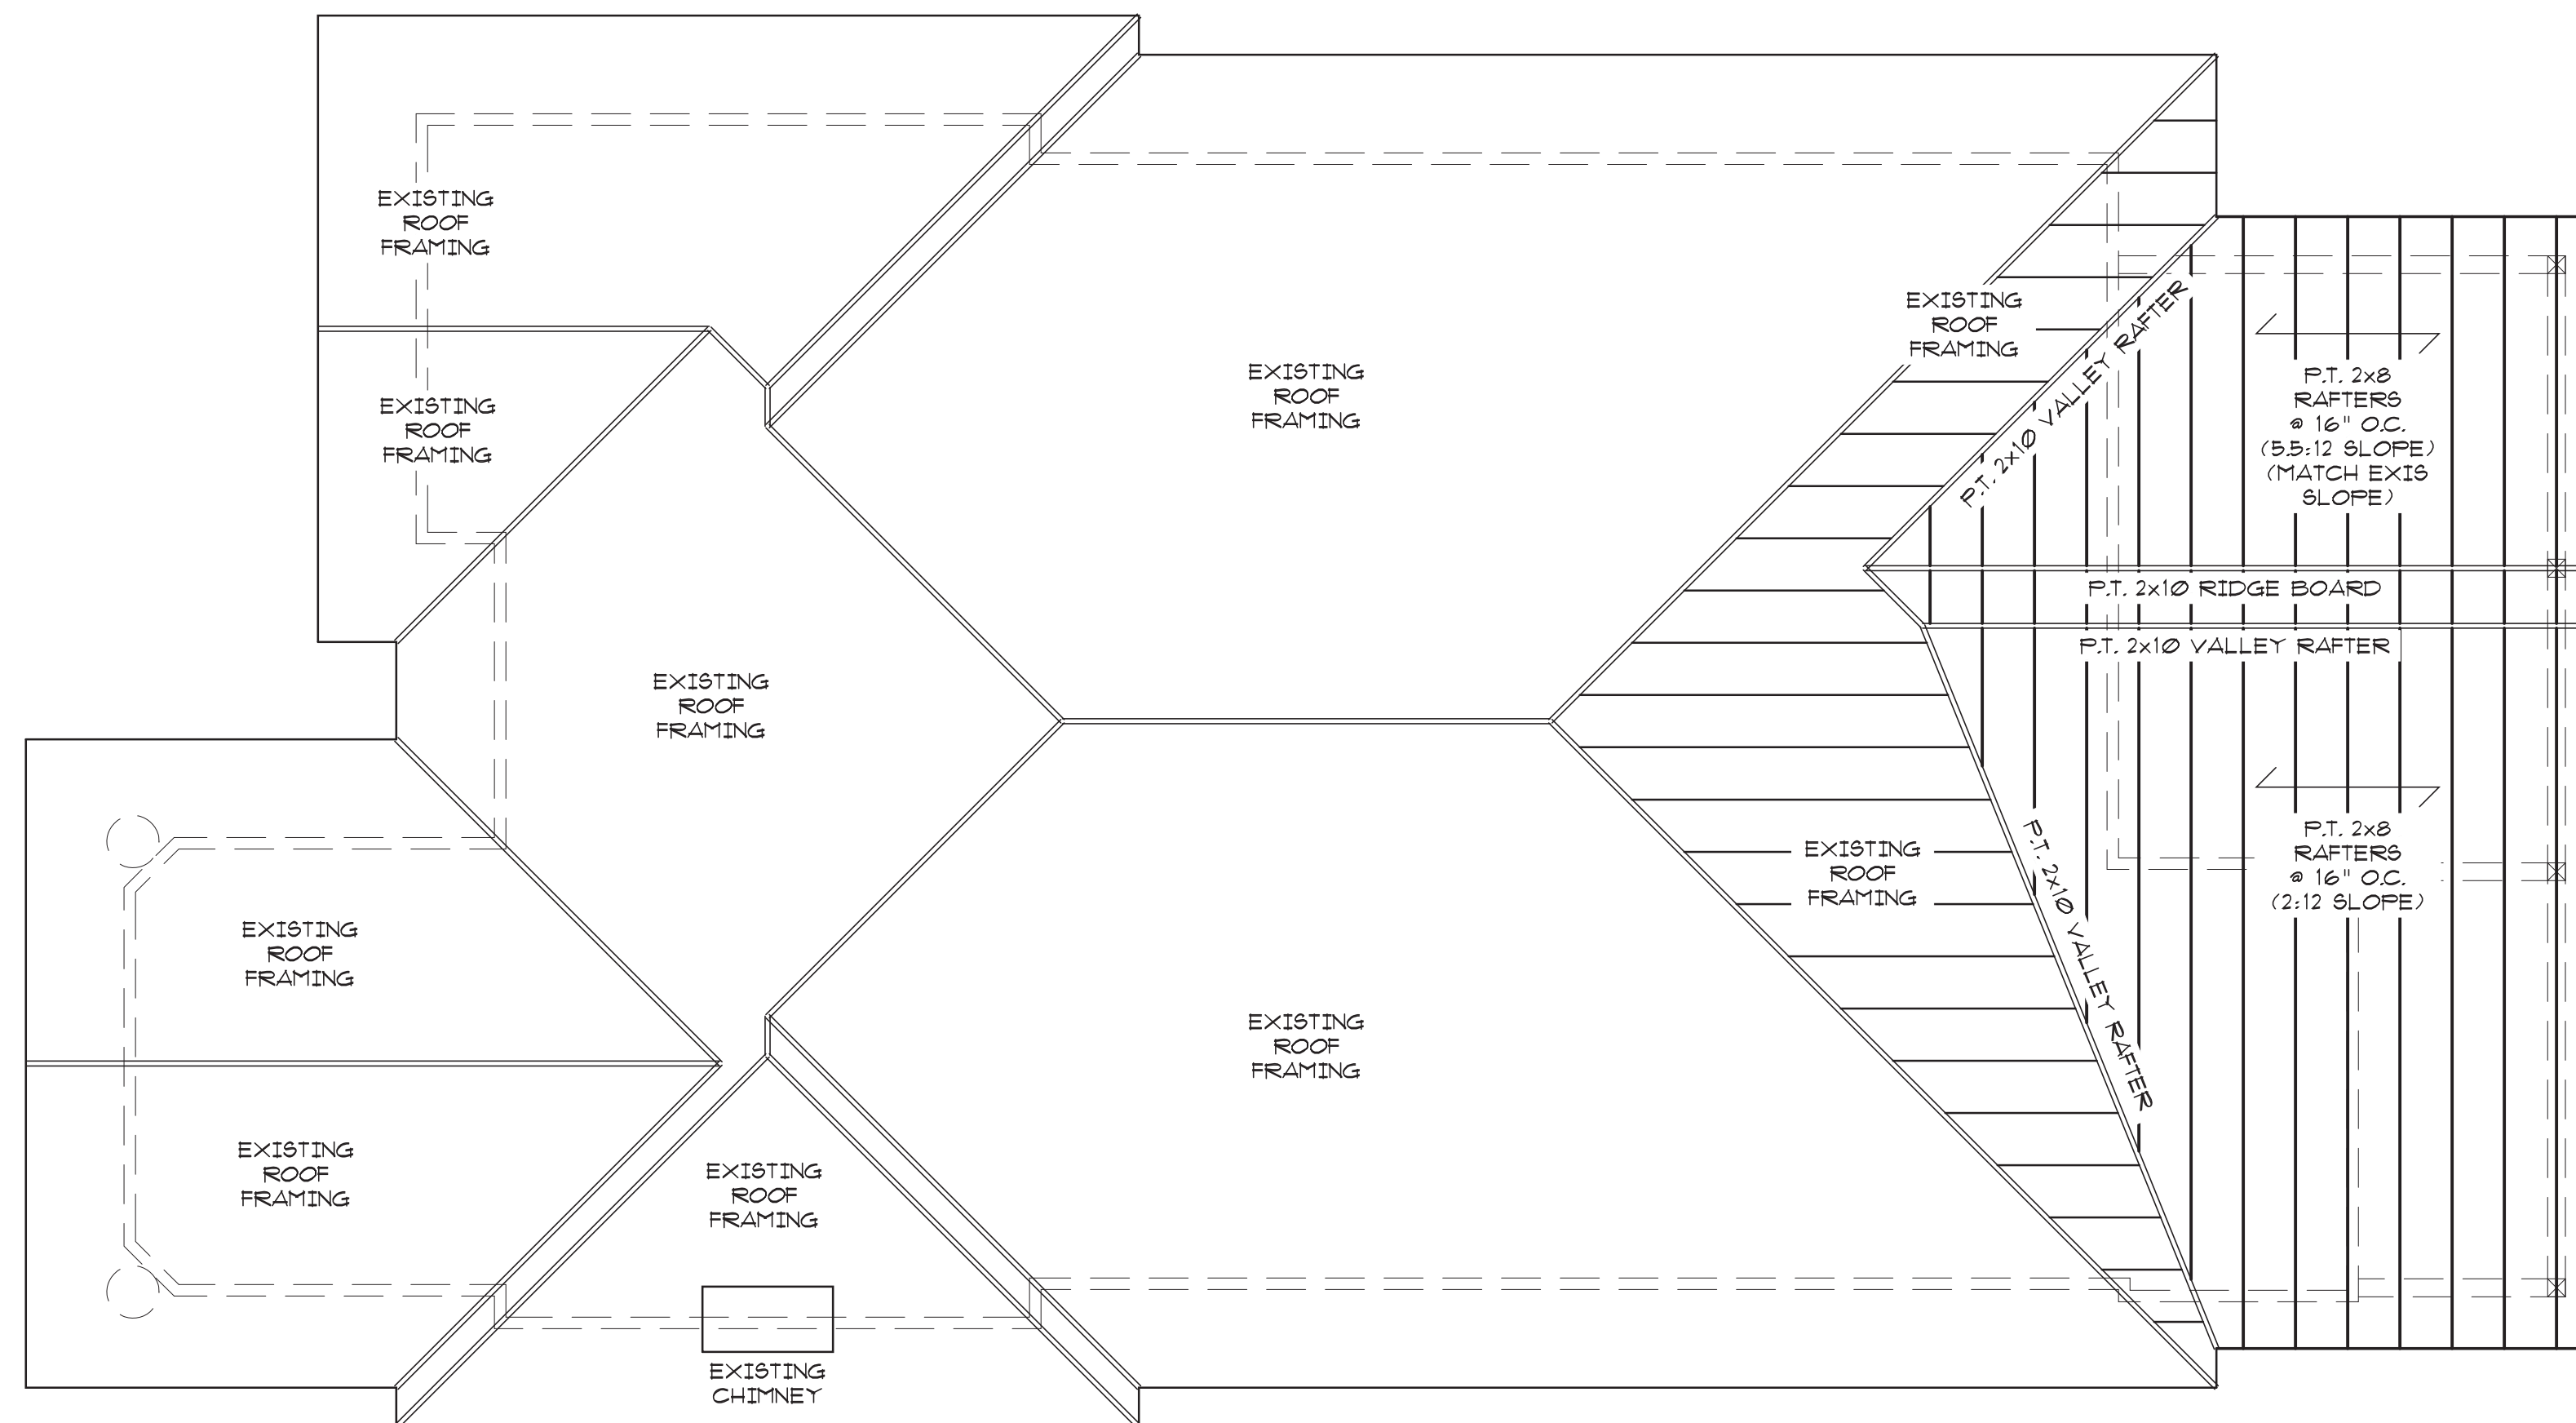 EXISTING
ROOF
FRAMING
EXISTING
ROOF
FRAMING
EXISTING
ROOF
FRAMING
EXISTING
ROOF
FRAMING
P.T. 2x10 VALLEY RAFTER
P.T. 2x8
RAFTERS
@ 16" O.C.
(5.5:12 SLOPE)
(MATCH EXIS
SLOPE)
P.T. 2x10 RIDGE BOARD
P.T. 2x10 VALLEY RAFTER
EXISTING
ROOF
FRAMING
EXISTING
ROOF
FRAMING
P.T. 2x10 VALLEY RAFTER
P.T. 2x8
RAFTERS
@ 16" O.C.
(2:12 SLOPE)
EXISTING
ROOF
FRAMING
EXISTING
ROOF
FRAMING
EXISTING
ROOF
FRAMING
EXISTING
ROOF
FRAMING
EXISTING
CHIMNEY